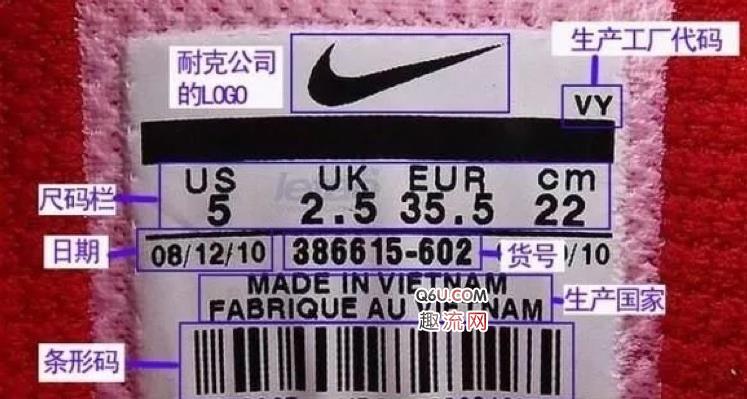 生产工厂代码
耐克公司
的LOGO
VY
US UK EUR cm
尺码栏 5 2.5 35.5 22
日期 08/12/10 386615-602 货号 /10
MADE IN VIETNAM
FABRIQUE AU VIETNAM
生产国家
Q6U.COM
趣流网
条形码